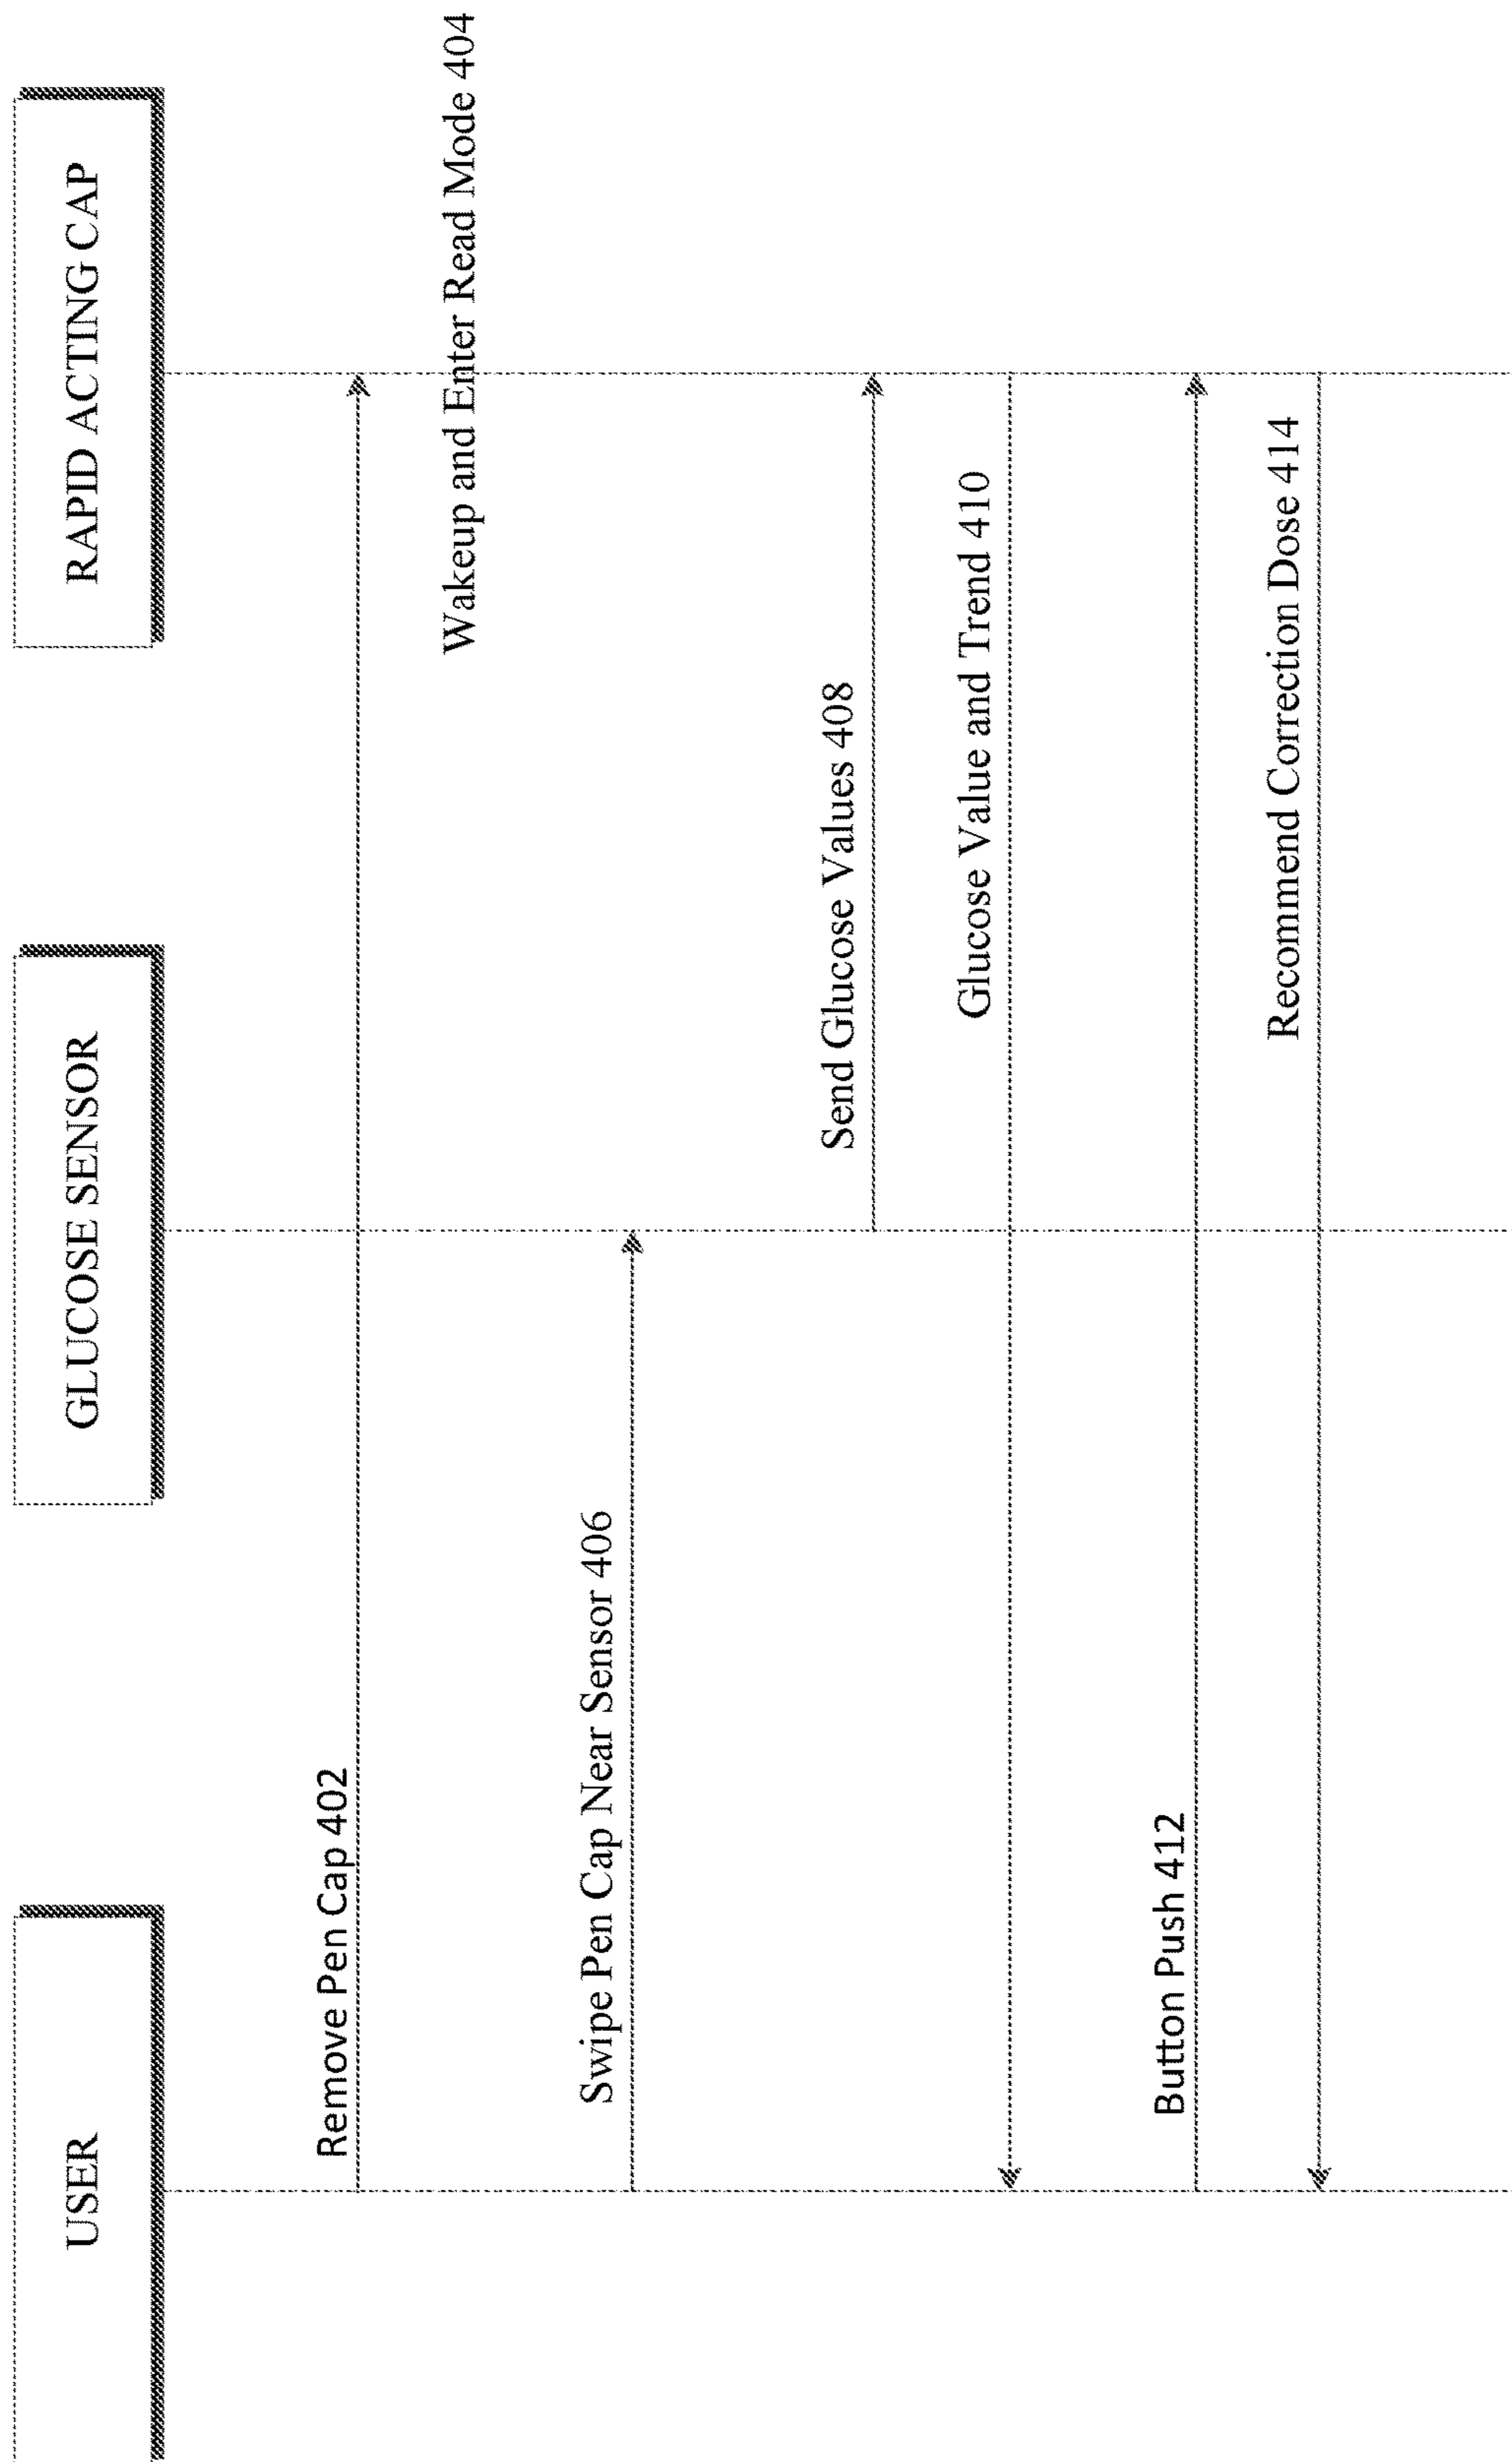 USER
GLUCOSE SENSOR
RAPID ACTING CAP
Remove Pen Cap 402
Wakeup and Enter Read Mode 404
Swipe Pen Cap Near Sensor 406
Send Glucose Values 408
Glucose Value and Trend 410
Button Push 412
Recommend Correction Dose 414